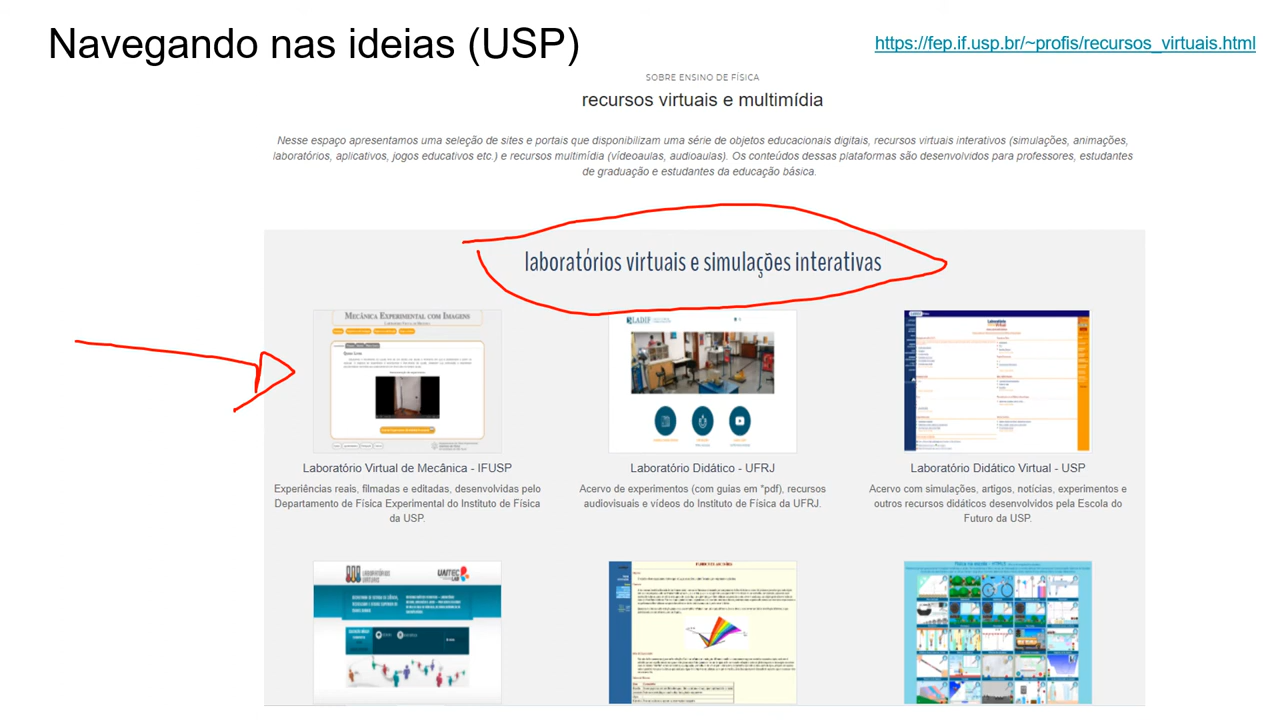 Navegando nas ideias (USP)
https://fep.if.usp.br/~profis/recursos_virtuais.html
SOBRE ENSINO DE FÍSICA
recursos virtuais e multimídia
Nesse espaço apresentamos uma seleção de sites e portais que disponibilizam uma série de objetos educacionais digitais, recursos virtuais interativos (simulações, animações,
laboratórios, aplicativos, jogos educativos etc.) e recursos multimídia (vídeoaulas, audioaulas). Os conteúdos dessas plataformas são desenvolvidos para professores, estudantes
de graduação e estudantes da educação básica.
laboratórios virtuais e simulações interativas
MECÂNICA EXPERIMENTAL COM IMAGENS
LADIF
Laboratório Virtual de Mecânica - IFUSP
Experiências reais, filmadas e editadas, desenvolvidas pelo
Departamento de Física Experimental do Instituto de Física
da USP.
Laboratório Didático - UFRJ
Acervo de experimentos (com guias em *pdf), recursos
audiovisuais e vídeos do Instituto de Física da UFRJ.
Laboratório Didático Virtual - USP
Acervo com simulações, artigos, notícias, experimentos e
outros recursos didáticos desenvolvidos pela Escola do
Futuro da USP.